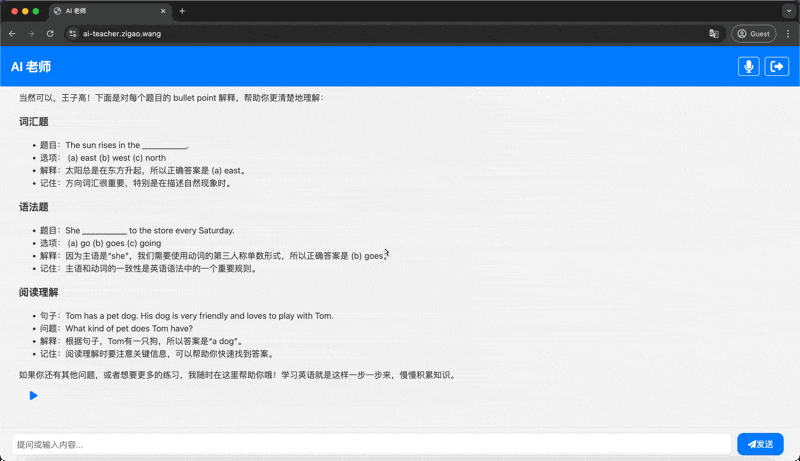 AI 老师
ai-teacher.zigao.wang
Guest
AI 老师
当然可以，王子高！下面是对每个题目的 bullet point 解释，帮助你更清楚地理解：
词汇题
• 题目：The sun rises in the __________.
• 选项： (a) east (b) west (c) north
• 解释：太阳总是在东方升起，所以正确答案是 (a) east。
• 记住：方向词汇很重要，特别是在描述自然现象时。
语法题
• 题目：She __________ to the store every Saturday.
• 选项： (a) go (b) goes (c) going
• 解释：因为主语是“she”，我们需要使用动词的第三人称单数形式，所以正确答案是 (b) goes。
• 记住：主语和动词的一致性是英语语法中的一个重要规则。
阅读理解
• 句子：Tom has a pet dog. His dog is very friendly and loves to play with Tom.
• 问题：What kind of pet does Tom have?
• 解释：根据句子，Tom有一只狗，所以答案是“a dog”。
• 记住：阅读理解时要注意关键信息，可以帮助你快速找到答案。
如果你还有其他问题，或者想要更多的练习，我随时在这里帮助你哦！学习英语就是这样一步一步来，慢慢积累知识。
提问或输入内容...
发送